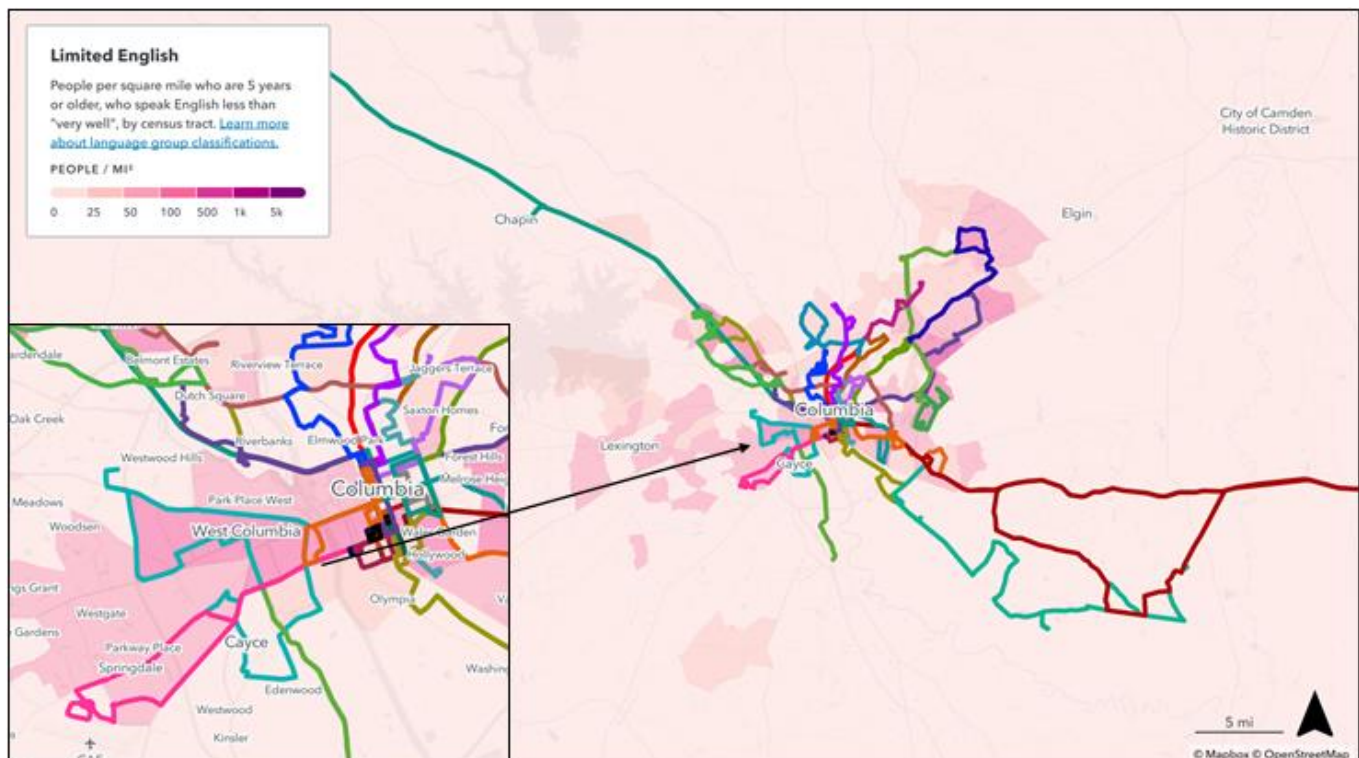 Limited English
People per square mile who are 5 years
or older, who speak English less than
"very well", by census tract. Learn more
about language group classifications.
PEOPLE / MI²
0 25 50 100 500 1k 5k
City of Camden
Historic District
Chapin
Elgin
Columbia
Lexington
Cayce
Belmont Estates
Riverview Terrace
Jaggers Terrace
Dutch Square
Oak Creek
Saxton Homes
Riverbanks
Elmwood Park
Westwood Hills
Forest Hills
Columbia
Meadows
Park Place West
Woodsen
West Columbia
Hollywood
Westgate
Olympia
Gardens
Parkway Place
Cayce
Springdale
Edenwood
Westwood
Kinsler
5 mi
© Mapbox © OpenStreetMap